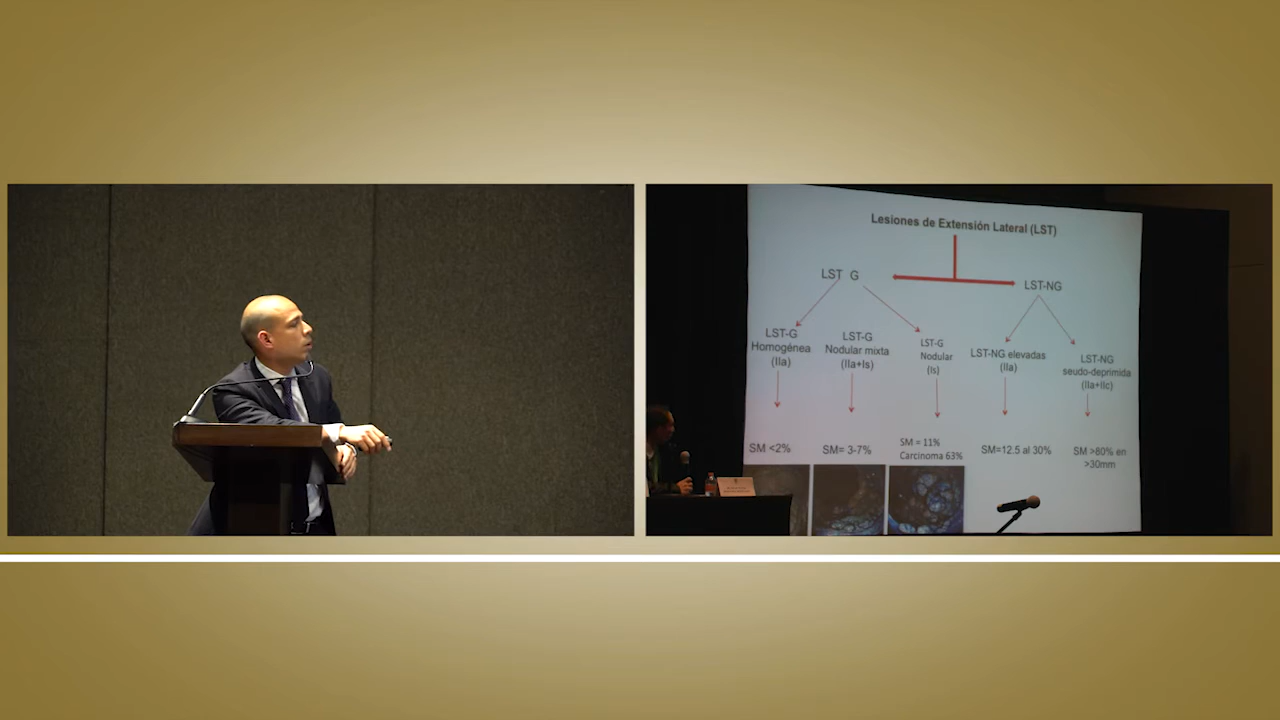 Lesiones de Extensión Lateral (LST)
LST G
LST-NG
LST-G
Homogénea
(IIa)
LST-G
Nodular mixta
(IIa+Is)
LST-G
Nodular
(Is)
LST-NG elevadas
(IIa)
LST-NG
seudo-deprimida
(IIa+IIc)
SM <2%
SM= 3-7%
SM = 11%
Carcinoma 63%
SM=12.5 al 30%
SM >80% en
>30mm